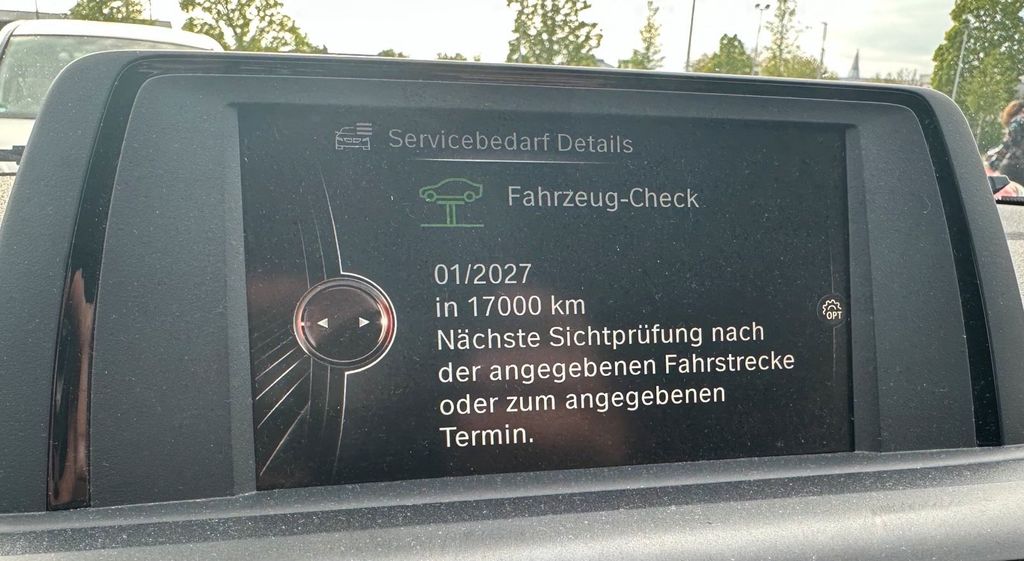 Servicebedarf Details
Fahrzeug-Check
01/2027
in 17000 km
Nächste Sichtprüfung nach
der angegebenen Fahrstrecke
oder zum angegebenen
Termin.
OPT